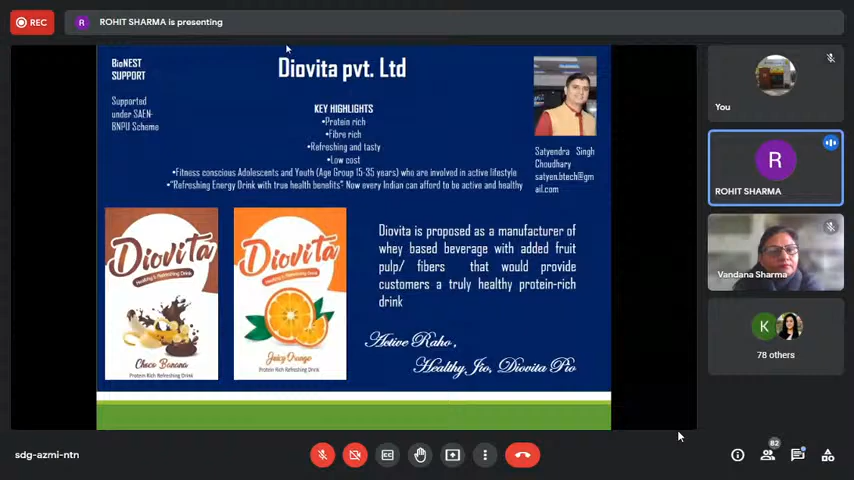 REC
R ROHIT SHARMA is presenting
BioNEST
SUPPORT
Supported
under SAEN-
BNPU Scheme
Diovita pvt. Ltd
KEY HIGHLIGHTS
•Protein rich
•Fibre rich
•Refreshing and tasty
•Low cost
•Fitness conscious Adolescents and Youth (Age Group 15-35 years) who are involved in active lifestyle
•"Refreshing Energy Drink with true health benefits" Now every Indian can afford to be active and healthy
Satyendra Singh
Choudhary
satyen.btech@gm
ail.com
Diovita
Healthy & Refreshing Drink
Choco Banana
Protein Rich Refreshing Drink
Diovita
Healthy & Refreshing Drink
Juicy Orange
Protein Rich Refreshing Drink
Diovita is proposed as a manufacturer of
whey based beverage with added fruit
pulp/ fibers that would provide
customers a truly healthy protein-rich
drink
Active Raho,
Healthy Jio, Diovita Pio
You
R
ROHIT SHARMA
Vandana Sharma
K
78 others
sdg-azmi-ntn
CC
82